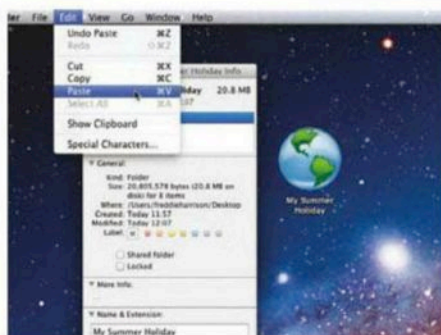 File Edit View Go Window Help
Undo Paste ⌘Z
Redo ⇧⌘Z
Cut ⌘X
Copy ⌘C
Paste ⌘V
Select All ⌘A
Show Clipboard
Special Characters...
Holiday Info
20.8 MB
▼ General:
Kind: Folder
Size: 20,805,578 bytes (20.8 MB on
disk) for 8 items
Where: /Users/freddieharrison/Desktop
Created: Today 11:57
Modified: Today 12:07
Label:
Shared folder
Locked
▼ More Info:
▼ Name & Extension:
My Summer Holiday
My Summer
Holiday